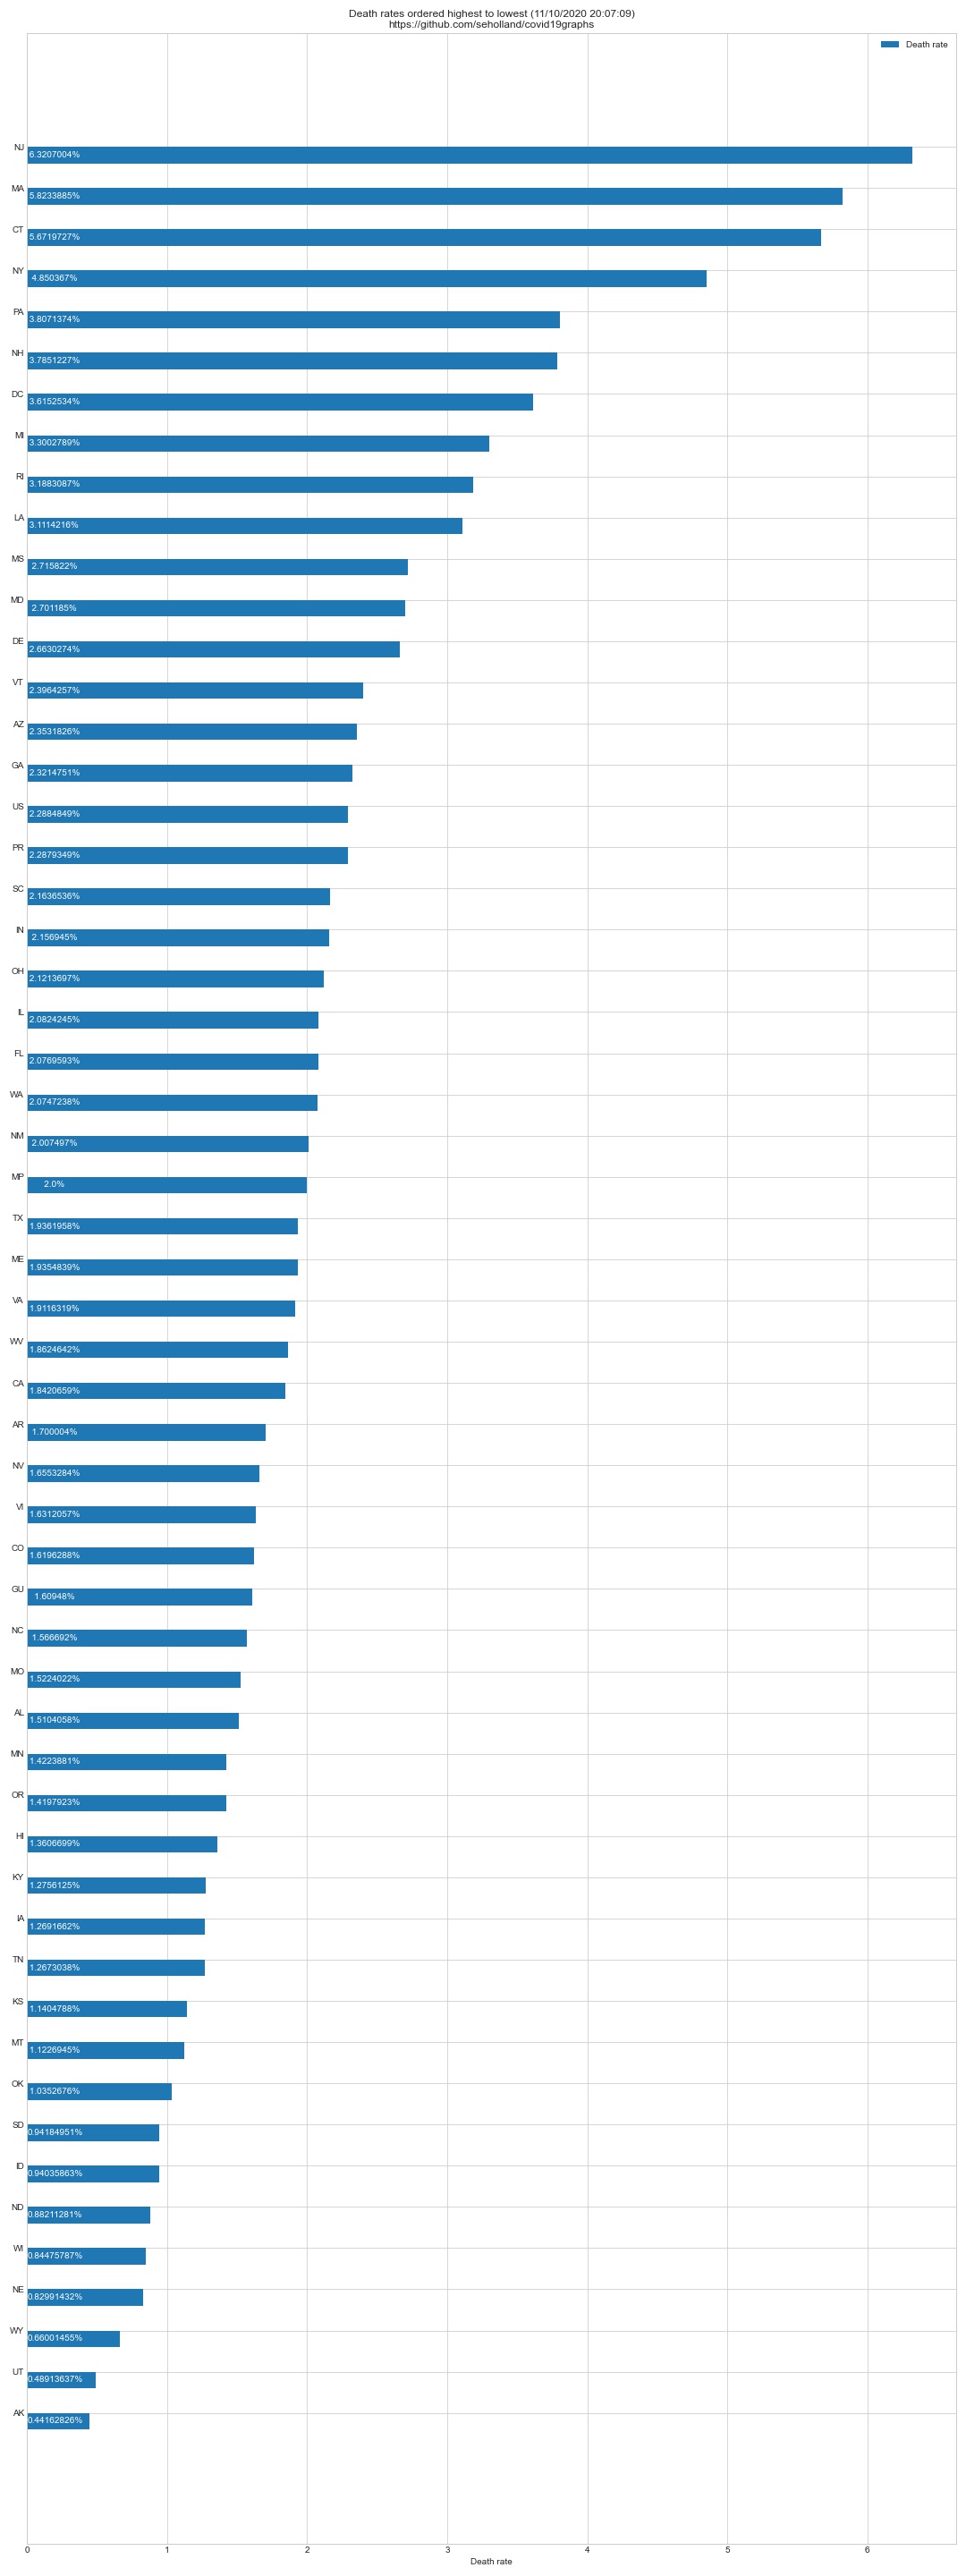 Death rates ordered highest to lowest (11/10/2020 20:07:09)
https://github.com/seholland/covid19graphs
Death rate
NJ 6.3207004%
MA 5.8233885%
CT 5.6719727%
NY 4.850367%
PA 3.8071374%
NH 3.7851227%
DC 3.6152534%
MI 3.3002789%
RI 3.1883087%
LA 3.1114216%
MS 2.715822%
MD 2.701185%
DE 2.6630274%
VT 2.3964257%
AZ 2.3531826%
GA 2.3214751%
US 2.2884849%
PR 2.2879349%
SC 2.1636536%
IN 2.156945%
OH 2.1213697%
IL 2.0824245%
FL 2.0769593%
WA 2.0747238%
NM 2.007497%
MP 2.0%
TX 1.9361958%
ME 1.9354839%
VA 1.9116319%
WV 1.8624642%
CA 1.8420659%
AR 1.700004%
NV 1.6553284%
VI 1.6312057%
CO 1.6196288%
GU 1.60948%
NC 1.566692%
MO 1.5224022%
AL 1.5104058%
MN 1.4223881%
OR 1.4197923%
HI 1.3606699%
KY 1.2756125%
IA 1.2691662%
TN 1.2673038%
KS 1.1404788%
MT 1.1226945%
OK 1.0352676%
SD 0.94184951%
ID 0.94035863%
ND 0.88211281%
WI 0.84475787%
NE 0.82991432%
WY 0.66001455%
UT 0.48913637%
AK 0.44162826%
0 1 2 3 4 5 6
Death rate